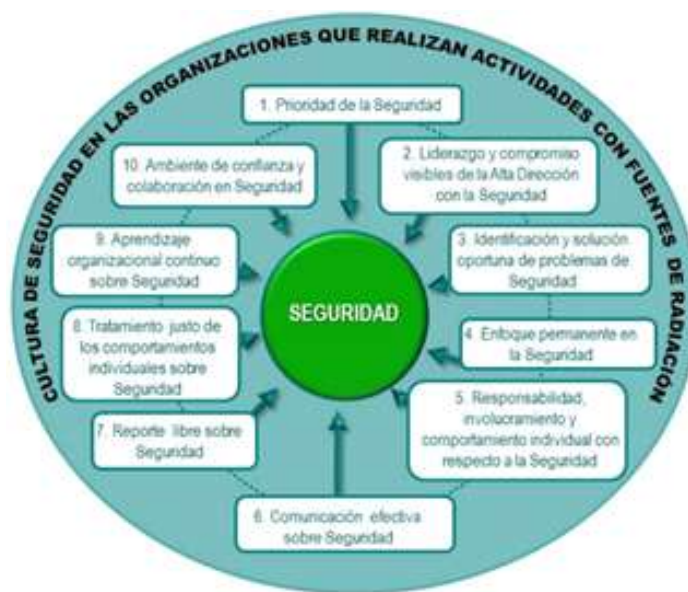 CULTURA DE SEGURIDAD EN LAS ORGANIZACIONES QUE REALIZAN ACTIVIDADES CON FUENTES DE RADIACIÓN
1. Prioridad de la Seguridad
2. Liderazgo y compromiso
visibles de la Alta Dirección
con la Seguridad
3. Identificación y solución
oportuna de problemas de
Seguridad
4 Enfoque permanente en
la Seguridad
5. Responsabilidad,
involucramiento y
comportamiento individual con
respecto a la Seguridad
6. Comunicación efectiva
sobre Seguridad
7. Reporte libre sobre
Seguridad
8. Tratamiento justo de
los comportamientos
individuales sobre
Seguridad
9. Aprendizaje
organizacional continuo
sobre Seguridad
10. Ambiente de confianza y
colaboración en Seguridad
SEGURIDAD